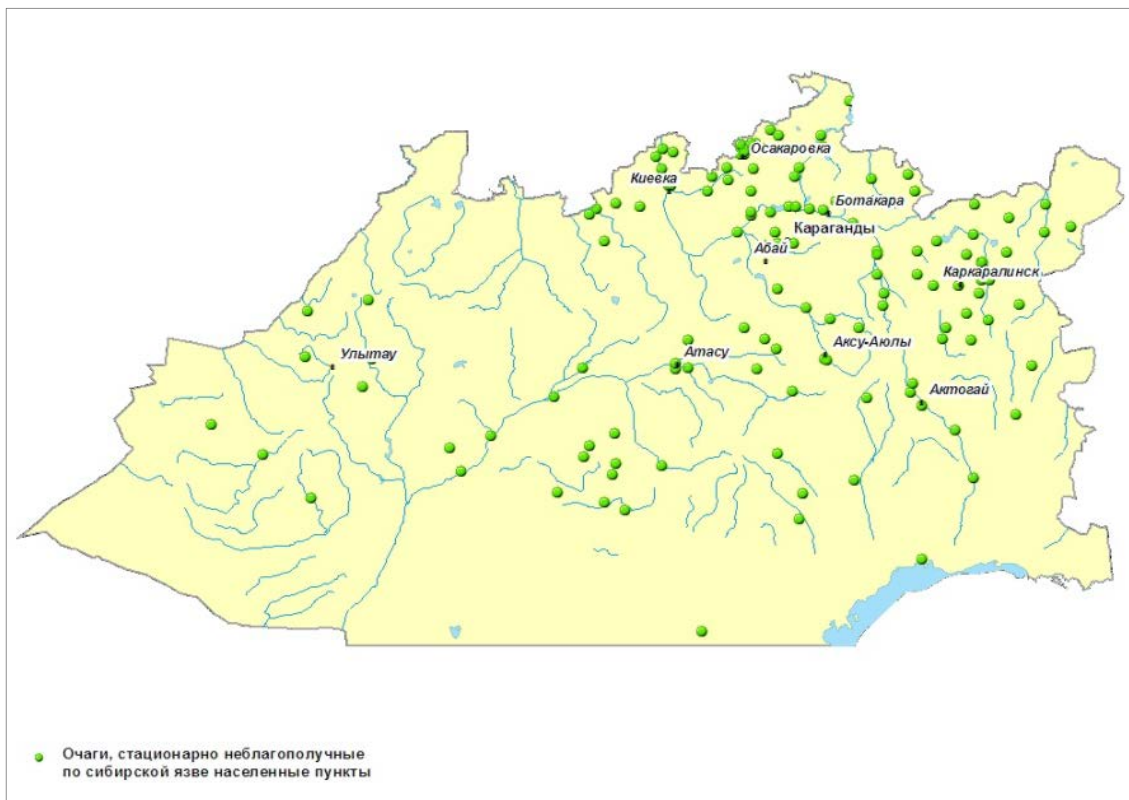 Осакаровка
Киевка
Ботакара
Караганды
Абай
Каркаралинск
Аксу-Аюлы
Улытау
Атасу
Актогай
Очаги, стационарно неблагополучные
по сибирской язве населенные пункты